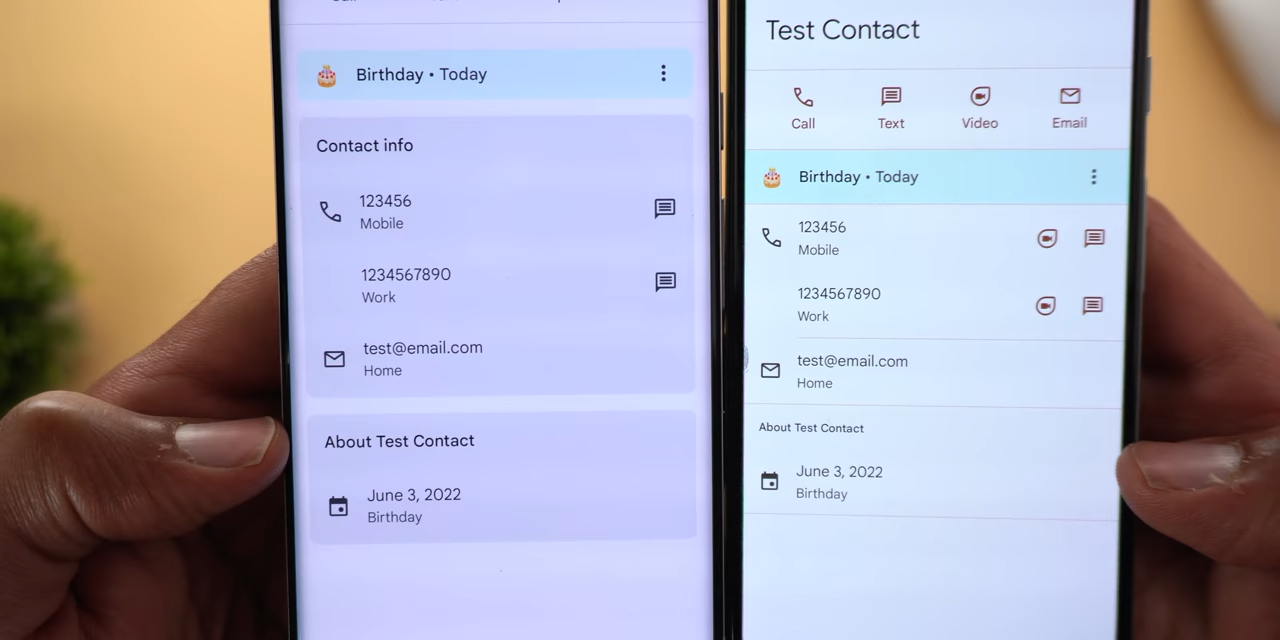 Birthday • Today
Contact info
123456
Mobile
1234567890
Work
test@email.com
Home
About Test Contact
June 3, 2022
Birthday
Test Contact
Call
Text
Video
Email
Birthday • Today
123456
Mobile
1234567890
Work
test@email.com
Home
About Test Contact
June 3, 2022
Birthday